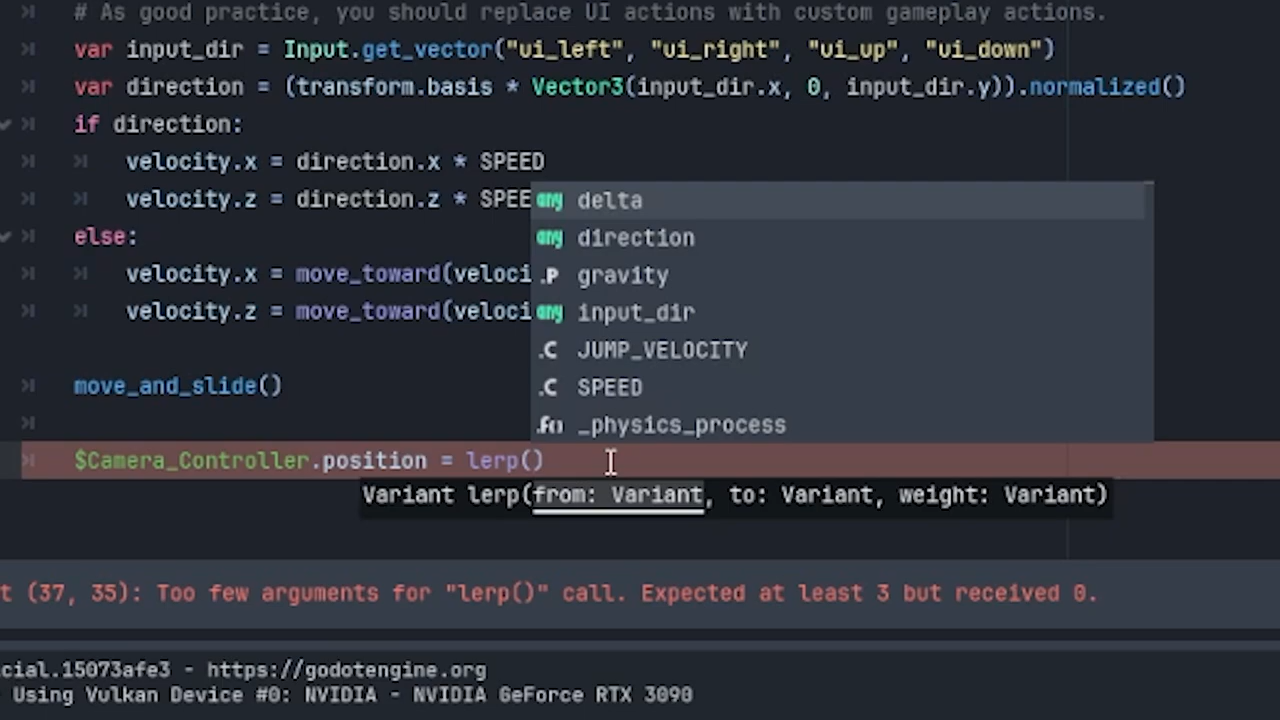 # As good practice, you should replace UI actions with custom gameplay actions.
var input_dir = Input.get_vector("ui_left", "ui_right", "ui_up", "ui_down")
var direction = (transform.basis * Vector3(input_dir.x, 0, input_dir.y)).normalized()
if direction:
velocity.x = direction.x * SPEED
velocity.z = direction.z * SPEE
any delta
else:
any direction
velocity.x = move_toward(veloci
.P gravity
velocity.z = move_toward(veloci
any input_dir
.C JUMP_VELOCITY
move_and_slide()
.C SPEED
.fn _physics_process
$Camera_Controller.position = lerp()
Variant lerp(from: Variant, to: Variant, weight: Variant)
t (37, 35): Too few arguments for "lerp()" call. Expected at least 3 but received 0.
cial.15073afe3 - https://godotengine.org
Using Vulkan Device #0: NVIDIA - NVIDIA GeForce RTX 3090